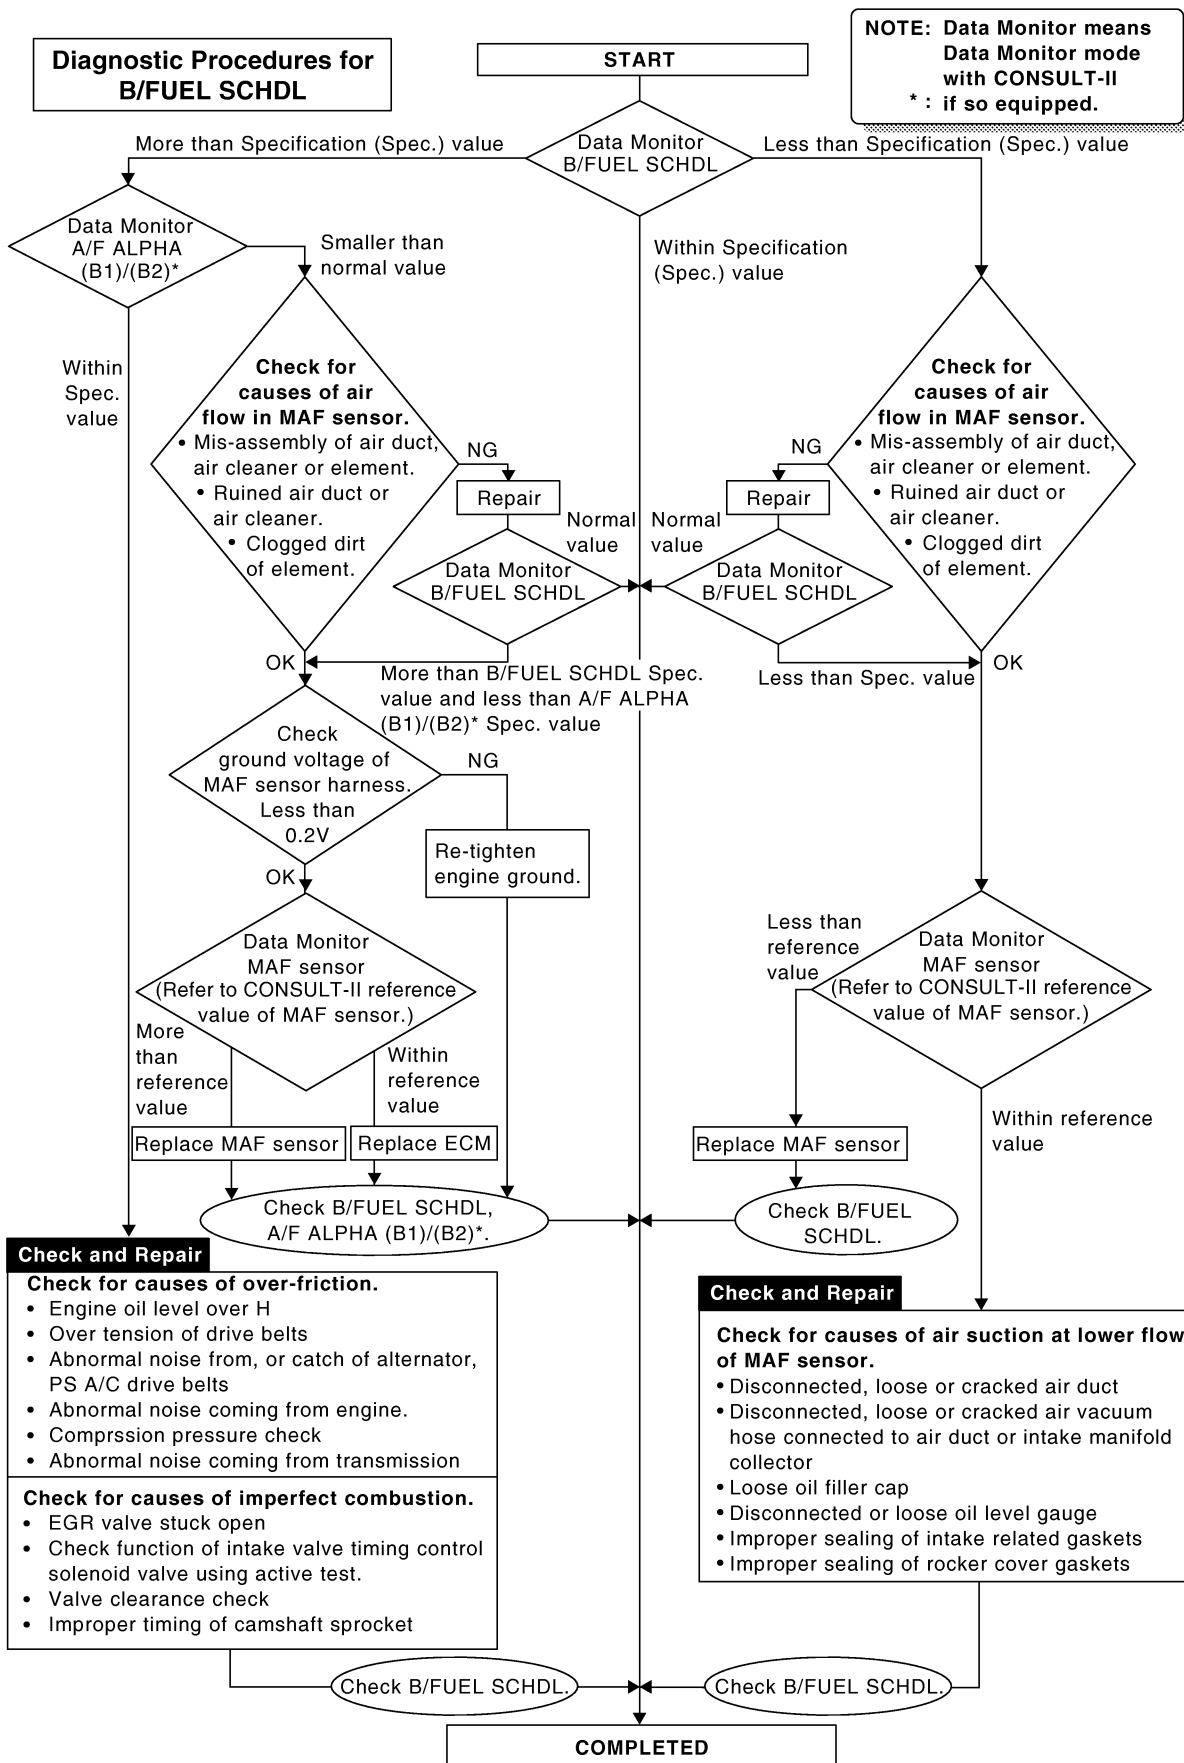 Diagnostic Procedures for
B/FUEL SCHDL
START
NOTE: Data Monitor means
Data Monitor mode
with CONSULT-II
* : if so equipped.
More than Specification (Spec.) value
Data Monitor
B/FUEL SCHDL
Less than Specification (Spec.) value
Data Monitor
A/F ALPHA
(B1)/(B2)*
Smaller than
normal value
Within Specification
(Spec.) value
Within
Spec.
value
Check for
causes of air
flow in MAF sensor.
• Mis-assembly of air duct,
air cleaner or element.
• Ruined air duct or
air cleaner.
• Clogged dirt
of element.
NG
Repair
Normal
value
Data Monitor
B/FUEL SCHDL
Normal
value
NG
Repair
Data Monitor
B/FUEL SCHDL
Check for
causes of air
flow in MAF sensor.
• Mis-assembly of air duct,
air cleaner or element.
• Ruined air duct or
air cleaner.
• Clogged dirt
of element.
OK
More than B/FUEL SCHDL Spec.
value and less than A/F ALPHA
(B1)/(B2)* Spec. value
Less than Spec. value
OK
Check
ground voltage of
MAF sensor harness.
Less than
0.2V
NG
Re-tighten
engine ground.
OK
Data Monitor
MAF sensor
(Refer to CONSULT-II reference
value of MAF sensor.)
More
than
reference
value
Within
reference
value
Replace MAF sensor
Replace ECM
Check B/FUEL SCHDL,
A/F ALPHA (B1)/(B2)*.
Less than
reference
value
Data Monitor
MAF sensor
(Refer to CONSULT-II reference
value of MAF sensor.)
Within reference
value
Replace MAF sensor
Check B/FUEL
SCHDL.
Check and Repair
Check for causes of over-friction.
• Engine oil level over H
• Over tension of drive belts
• Abnormal noise from, or catch of alternator,
PS A/C drive belts
• Abnormal noise coming from engine.
• Comprssion pressure check
• Abnormal noise coming from transmission
Check for causes of imperfect combustion.
• EGR valve stuck open
• Check function of intake valve timing control
solenoid valve using active test.
• Valve clearance check
• Improper timing of camshaft sprocket
Check and Repair
Check for causes of air suction at lower flow
of MAF sensor.
• Disconnected, loose or cracked air duct
• Disconnected, loose or cracked air vacuum
hose connected to air duct or intake manifold
collector
• Loose oil filler cap
• Disconnected or loose oil level gauge
• Improper sealing of intake related gaskets
• Improper sealing of rocker cover gaskets
Check B/FUEL SCHDL.
Check B/FUEL SCHDL.
COMPLETED